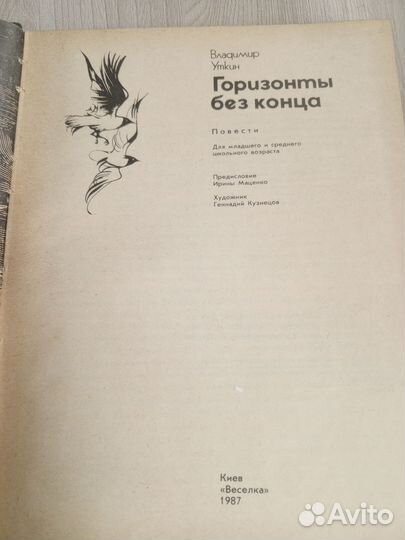 Владимир
Уткин
Горизонты
без конца
Повести
Для младшего и среднего
школьного возраста
Предисловие
Ирины Маценко
Художник
Геннадий Кузнецов
Киев
«Веселка»
1987
Avito